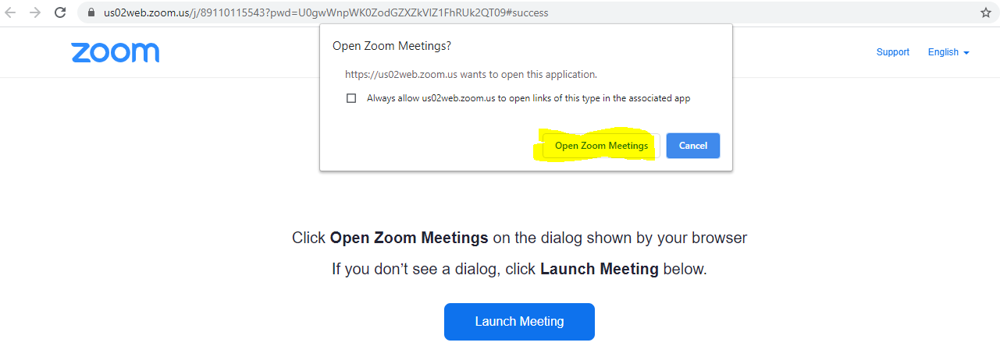 us02web.zoom.us/j/89110115543?pwd=U0gwWnpWK0ZodGZXZkVIZ1FhRUk2QT09#success
Open Zoom Meetings?
zoom
Support English
https://us02web.zoom.us wants to open this application.
Always allow us02web.zoom.us to open links of this type in the associated app
Open Zoom Meetings Cancel
Click Open Zoom Meetings on the dialog shown by your browser
If you don’t see a dialog, click Launch Meeting below.
Launch Meeting